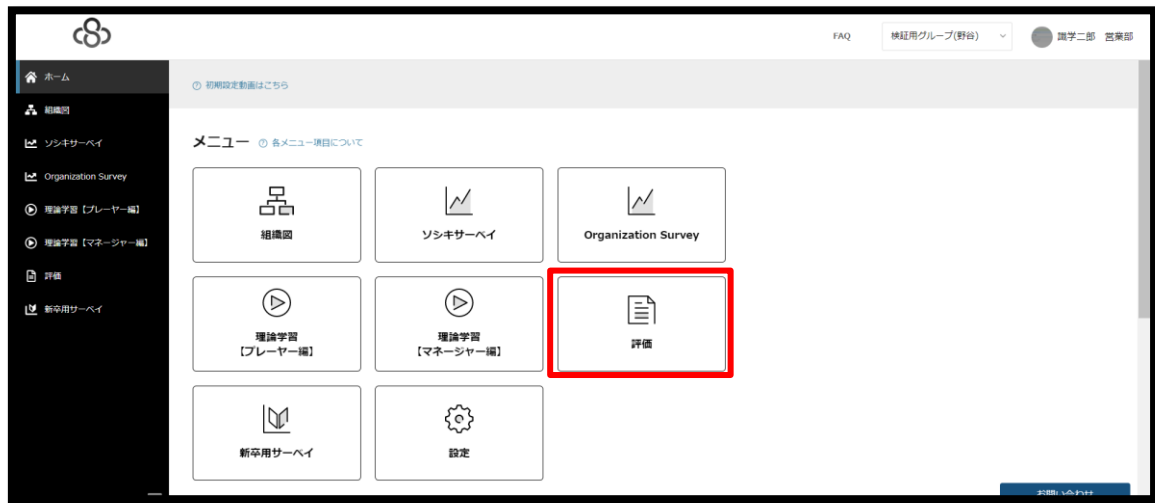 FAQ
検証用グループ(野谷)
識学二郎 営業部
ホーム
組織図
ソシキサーベイ
Organization Survey
理論学習【プレーヤー編】
理論学習【マネージャー編】
評価
新卒用サーベイ
初期設定動画はこちら
メニュー 各メニュー項目について
組織図
ソシキサーベイ
Organization Survey
理論学習
【プレーヤー編】
理論学習
【マネージャー編】
評価
新卒用サーベイ
設定
お問い合わせ